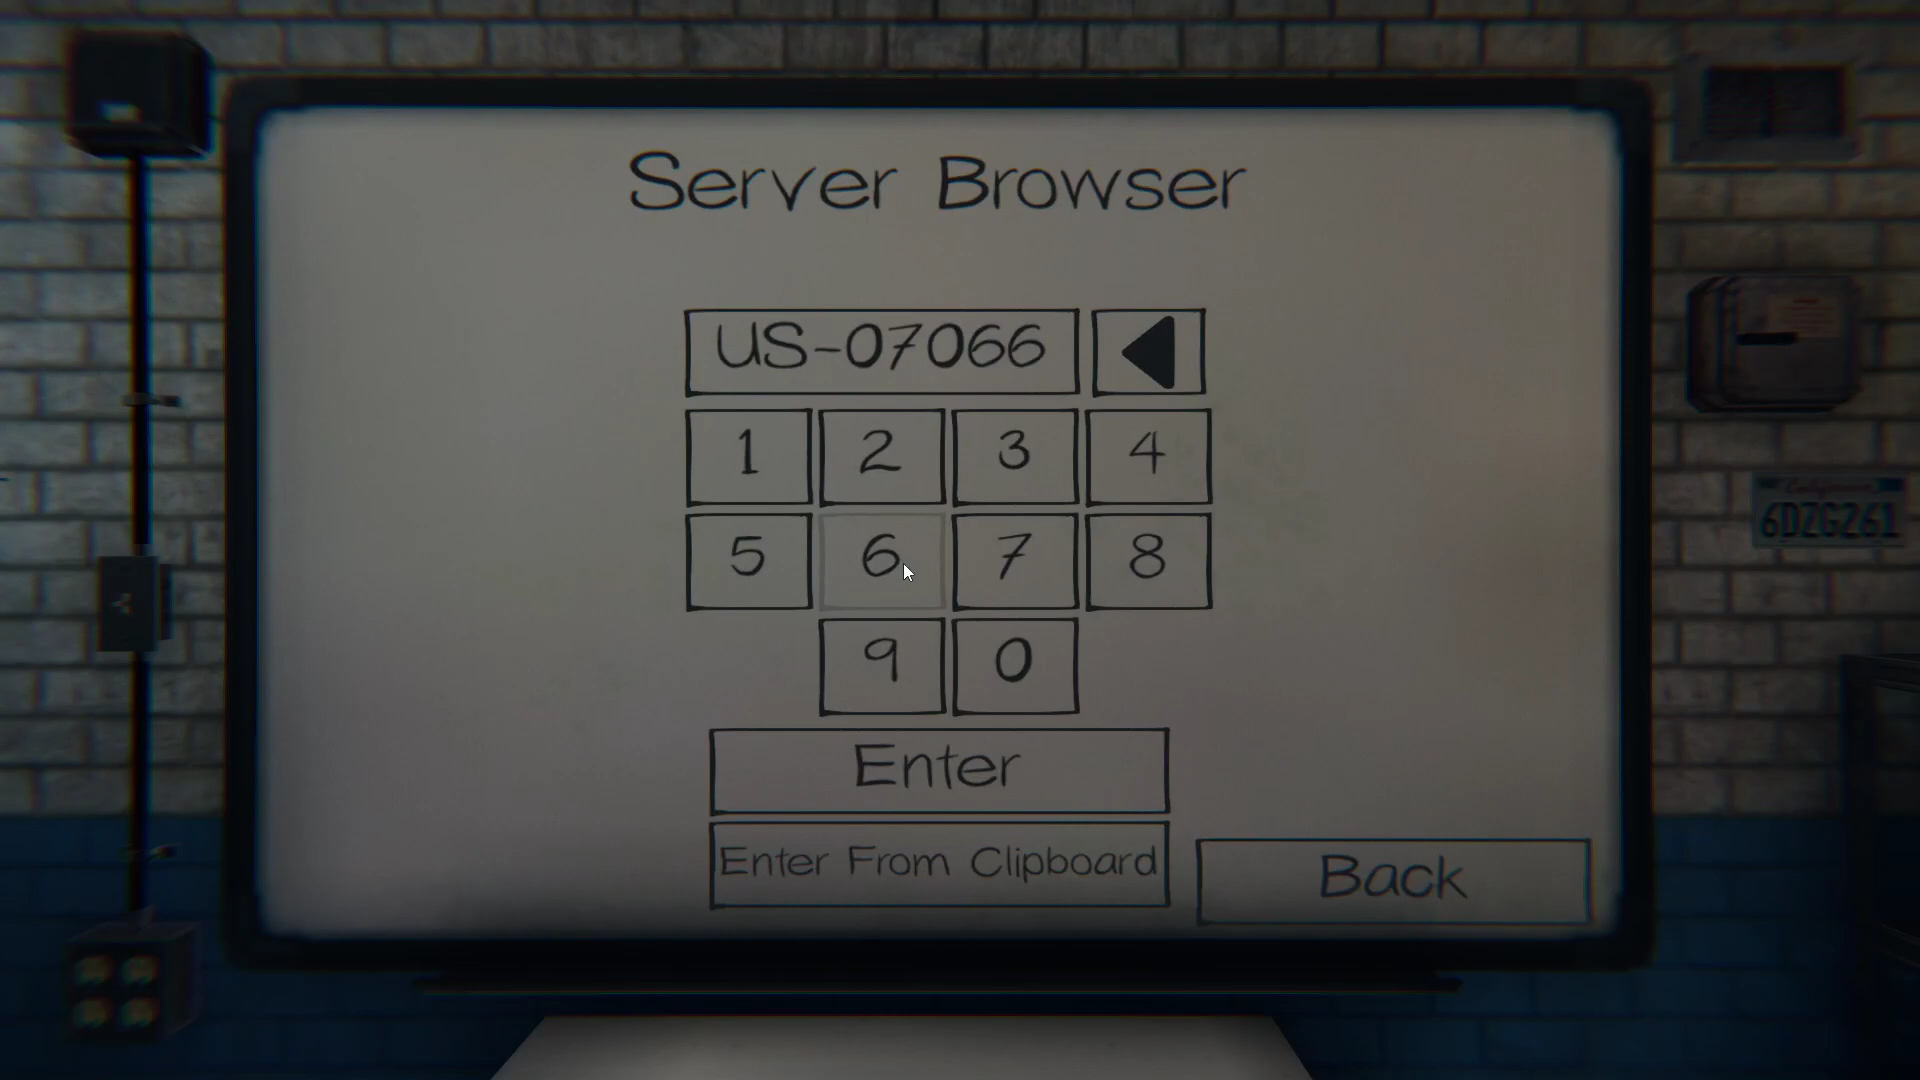 Server Browser
US-07066
1 2 3 4
5 6 7 8
9 0
Enter
Enter From Clipboard
Back
6DZG261